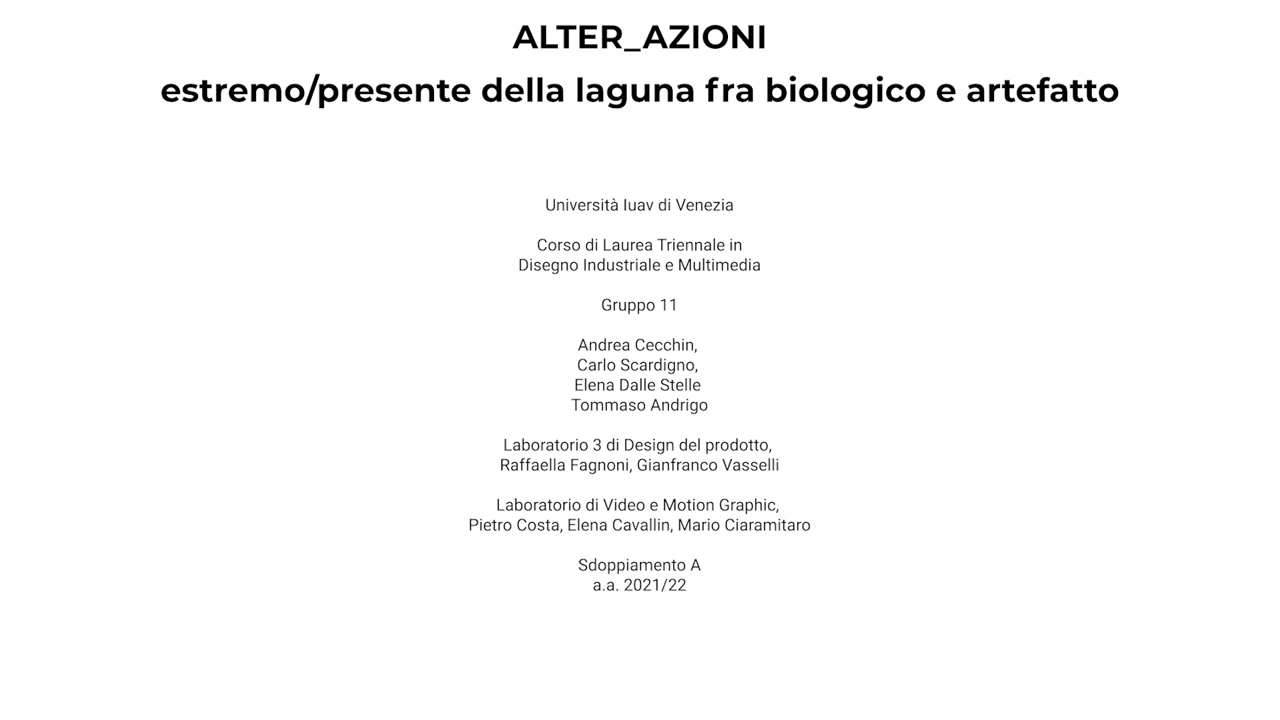 ALTER_AZIONI
estremo/presente della laguna fra biologico e artefatto
Università Iuav di Venezia
Corso di Laurea Triennale in
Disegno Industriale e Multimedia
Gruppo 11
Andrea Cecchin,
Carlo Scardigno,
Elena Dalle Stelle
Tommaso Andrigo
Laboratorio 3 di Design del prodotto,
Raffaella Fagnoni, Gianfranco Vasselli
Laboratorio di Video e Motion Graphic,
Pietro Costa, Elena Cavallin, Mario Ciaramitaro
Sdoppiamento A
a.a. 2021/22